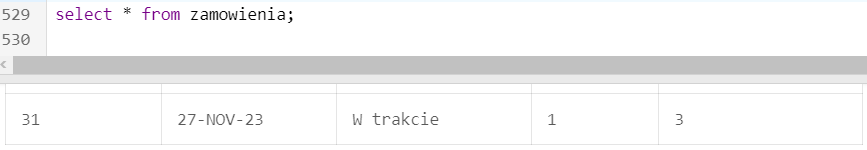 529 select * from zamowienia;
530
31 27-NOV-23 W trakcie 1 3